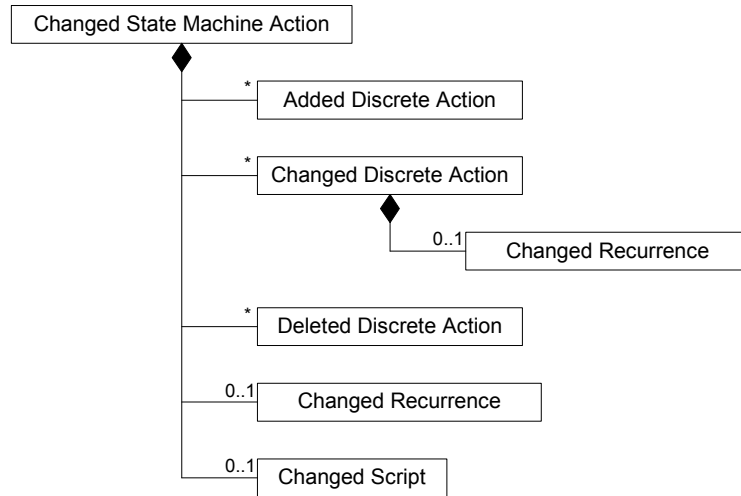 Changed State Machine Action
*
Added Discrete Action
*
Changed Discrete Action
0..1
Changed Recurrence
*
Deleted Discrete Action
0..1
Changed Recurrence
0..1
Changed Script